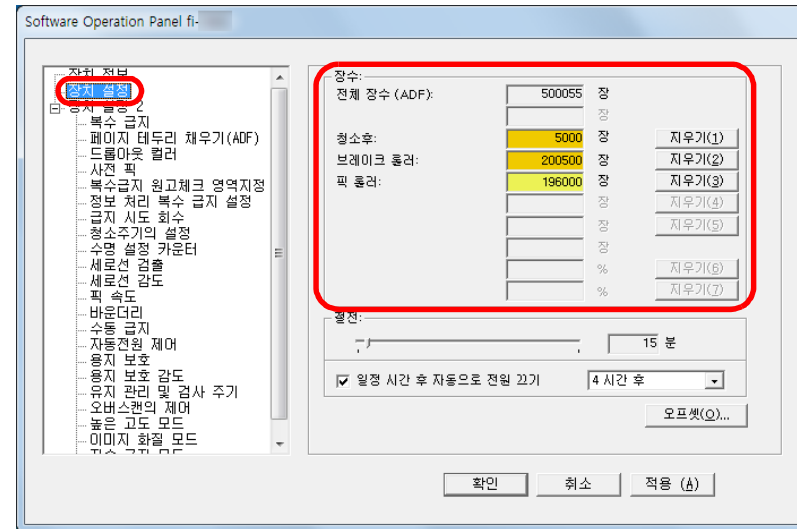 Software Operation Panel fi-
장치 정보
장치 설정
장치 설정 2
복수 급지
페이지 테두리 채우기(ADF)
드롭아웃 컬러
사전 픽
복수급지 원고체크 영역지정
정보 처리 복수 급지 설정
급지 시도 회수
청소주기의 설정
수명 설정 카운터
세로선 검출
세로선 감도
픽 속도
바운더리
수동 급지
자동전원 제어
용지 보호
용지 보호 감도
유지 관리 및 검사 주기
오버스캔의 제어
높은 고도 모드
이미지 화질 모드
장수:
전체 장수 (ADF): 500055 장
장
청소후: 5000 장 지우기(1)
브레이크 롤러: 200500 장 지우기(2)
픽 롤러: 196000 장 지우기(3)
장 지우기(4)
장 지우기(5)
장
% 지우기(6)
% 지우기(7)
절전:
15 분
일정 시간 후 자동으로 전원 끄기 4 시간 후
오프셋(O)...
확인 취소 적용 (A)